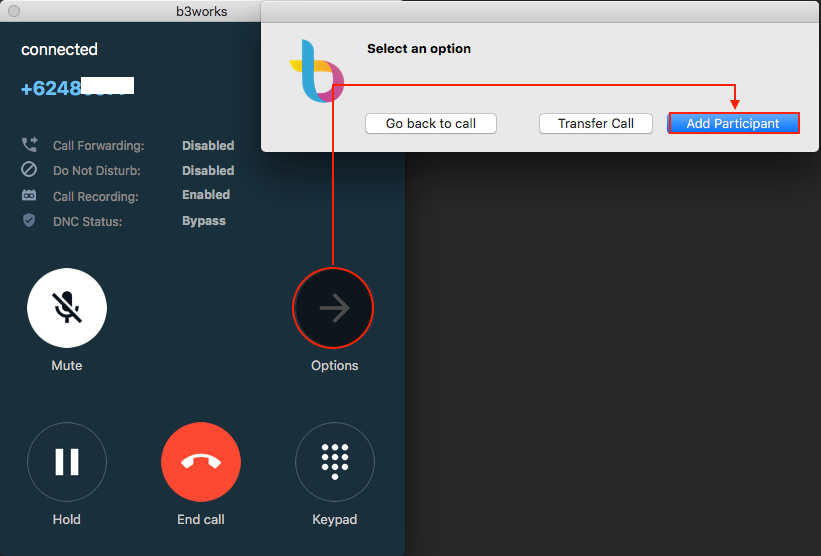 b3works
connected
+6248
Call Forwarding: Disabled
Do Not Disturb: Disabled
Call Recording: Enabled
DNC Status: Bypass
Mute
Options
Hold
End call
Keypad
Select an option
Go back to call
Transfer Call
Add Participant